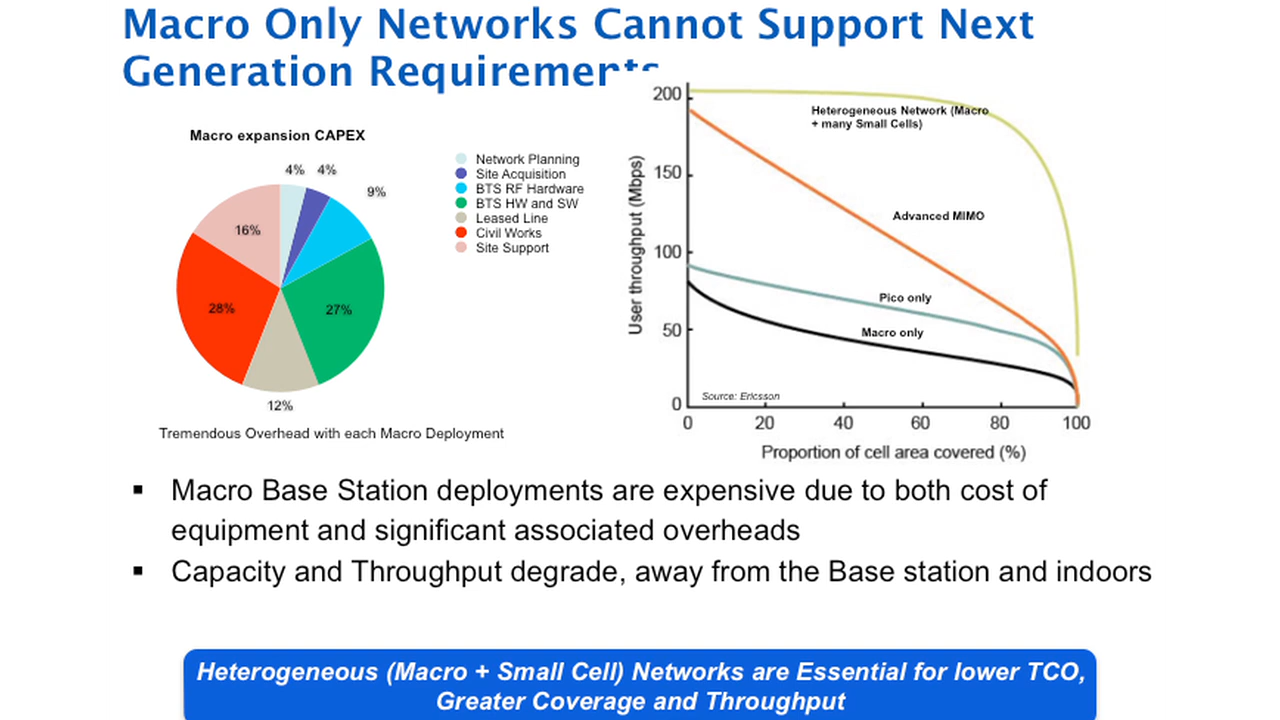 Macro Only Networks Cannot Support Next
Generation Requirements
Macro expansion CAPEX
4%
4%
9%
16%
28%
27%
12%
Network Planning
Site Acquisition
BTS RF Hardware
BTS HW and SW
Leased Line
Civil Works
Site Support
Tremendous Overhead with each Macro Deployment
User throughput (Mbps)
200
150
100
50
0
Heterogeneous Network (Macro
+ many Small Cells)
Advanced MIMO
Pico only
Macro only
Source: Ericsson
0
20
40
60
80
100
Proportion of cell area covered (%)
▪ Macro Base Station deployments are expensive due to both cost of
equipment and significant associated overheads
▪ Capacity and Throughput degrade, away from the Base station and indoors
Heterogeneous (Macro + Small Cell) Networks are Essential for lower TCO,
Greater Coverage and Throughput